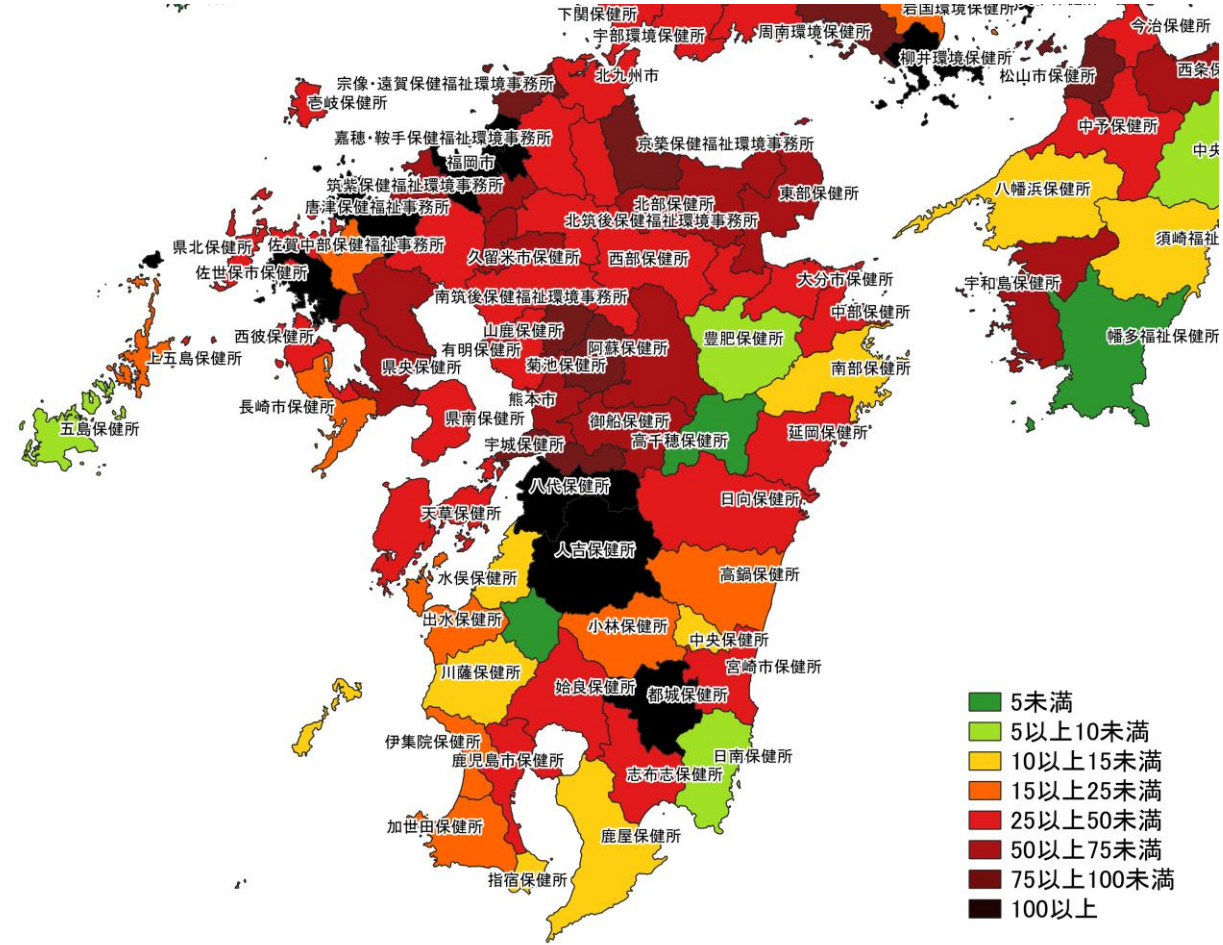 下関保健所
岩国環境保健所
周南環境保健所
今治保健所
宇部環境保健所
柳井環境保健所
北九州市
松山市保健所
西条保
宗像・遠賀保健福祉環境事務所
壱岐保健所
中予保健所
嘉穂・鞍手保健福祉環境事務所
京築保健福祉環境事務所
中央
福岡市
筑紫保健福祉環境事務所
東部保健所
八幡浜保健所
唐津保健福祉事務所
北部保健所
北筑後保健福祉環境事務所
須崎福祉
県北保健所
佐賀中部保健福祉事務所
久留米市保健所
西部保健所
佐世保市保健所
大分市保健所
宇和島保健所
南筑後保健福祉環境事務所
中部保健所
山鹿保健所
西彼保健所
豊肥保健所
幡多福祉保健所
有明保健所
阿蘇保健所
上五島保健所
県央保健所
菊池保健所
南部保健所
熊本市
長崎市保健所
県南保健所
御船保健所
五島保健所
延岡保健所
宇城保健所
高千穂保健所
八代保健所
日向保健所
天草保健所
人吉保健所
水俣保健所
高鍋保健所
出水保健所
小林保健所
中央保健所
川薩保健所
宮崎市保健所
姶良保健所
都城保健所
伊集院保健所
鹿児島市保健所
日南保健所
志布志保健所
加世田保健所
鹿屋保健所
指宿保健所
5未満
5以上10未満
10以上15未満
15以上25未満
25以上50未満
50以上75未満
75以上100未満
100以上